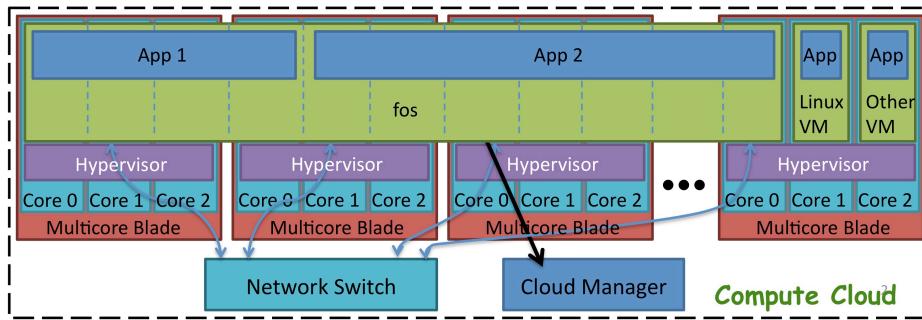 App 1
App 2
App
App
fos
Linux
VM
Other
VM
Hypervisor
Hypervisor
Hypervisor
Hypervisor
Core 0 Core 1 Core 2
Core 0 Core 1 Core 2
Core 0 Core 1 Core 2
Core 0 Core 1 Core 2
Multicore Blade
Multicore Blade
Multicore Blade
Multicore Blade
Network Switch
Cloud Manager
Compute Cloud